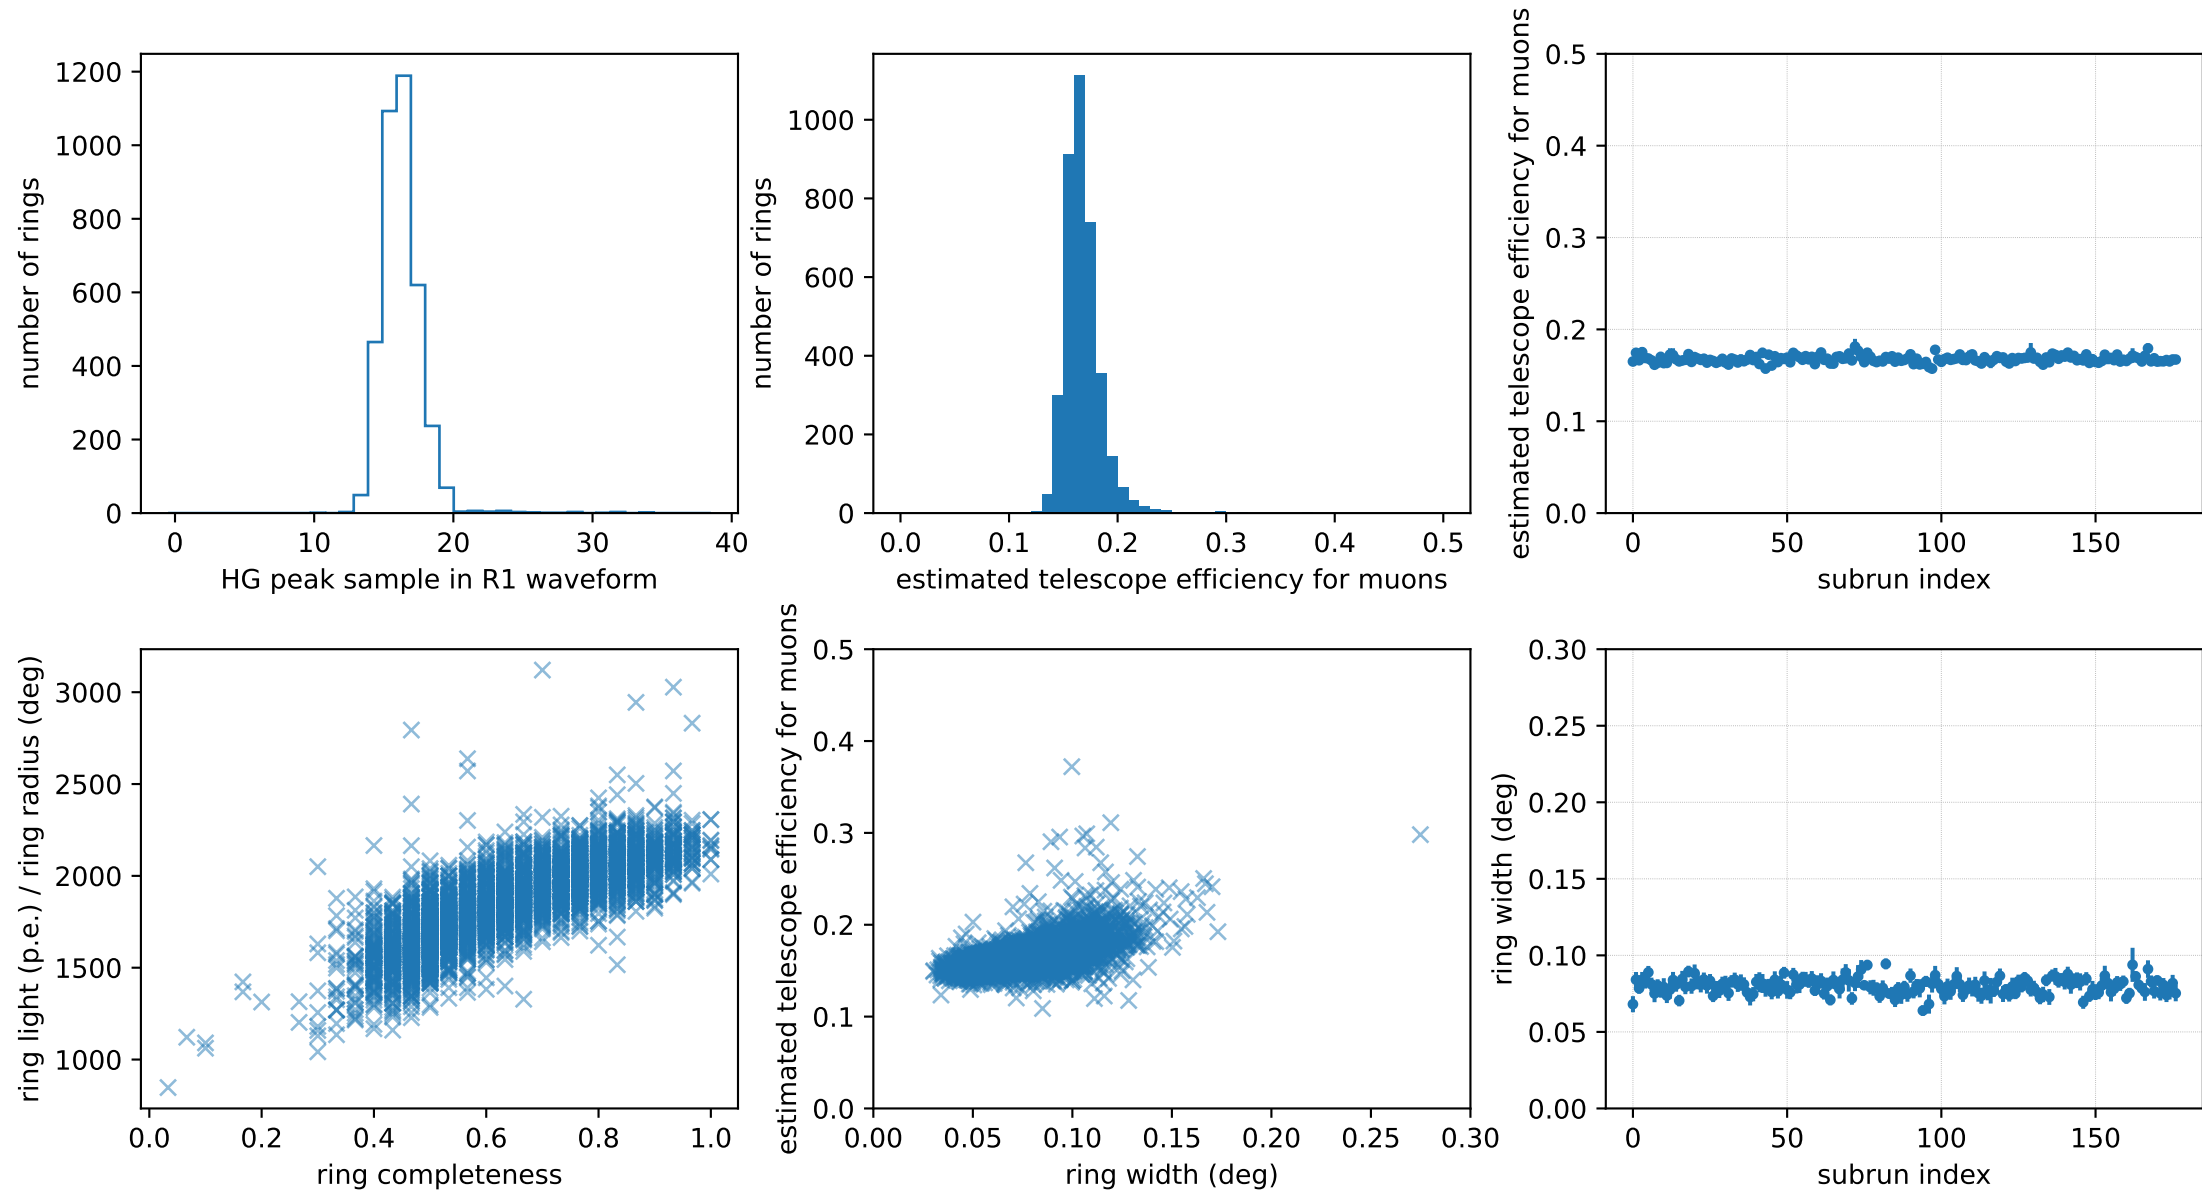 number of rings
1200
1000
800
600
400
200
0
0 10 20 30 40
HG peak sample in R1 waveform
number of rings
1000
800
600
400
200
0
0.0 0.1 0.2 0.3 0.4 0.5
estimated telescope efficiency for muons
estimated telescope efficiency for muons
0.5
0.4
0.3
0.2
0.1
0.0
0 50 100 150
subrun index
ring light (p.e.) / ring radius (deg)
3000
2500
2000
1500
1000
0.0 0.2 0.4 0.6 0.8 1.0
ring completeness
estimated telescope efficiency for muons
0.5
0.4
0.3
0.2
0.1
0.0
0.00 0.05 0.10 0.15 0.20 0.25 0.30
ring width (deg)
ring width (deg)
0.30
0.25
0.20
0.15
0.10
0.05
0.00
0 50 100 150
subrun index